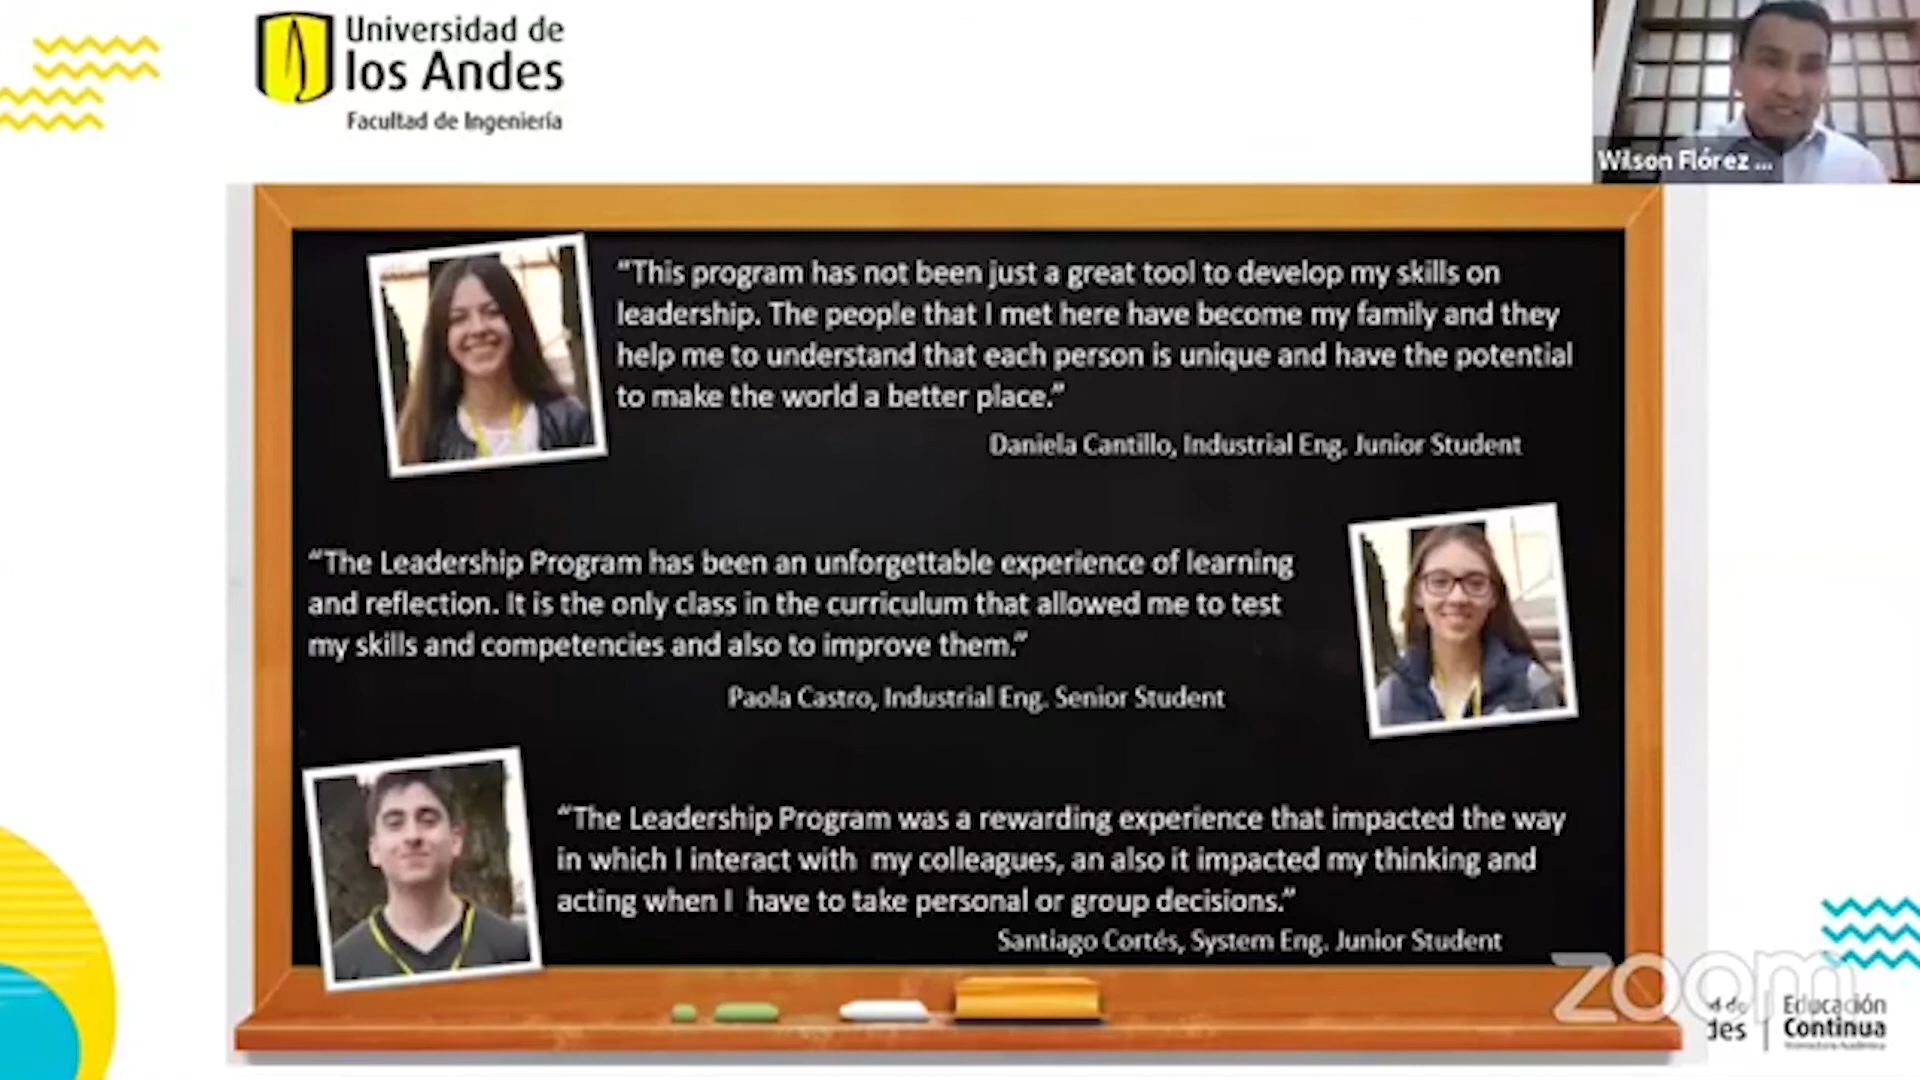 Universidad de
los Andes
Facultad de Ingeniería
Wilson Flórez ...
“This program has not been just a great tool to develop my skills on
leadership. The people that I met here have become my family and they
help me to understand that each person is unique and have the potential
to make the world a better place.”
Daniela Cantillo, Industrial Eng. Junior Student
“The Leadership Program has been an unforgettable experience of learning
and reflection. It is the only class in the curriculum that allowed me to test
my skills and competencies and also to improve them.”
Paola Castro, Industrial Eng. Senior Student
“The Leadership Program was a rewarding experience that impacted the way
in which I interact with my colleagues, an also it impacted my thinking and
acting when I have to take personal or group decisions.”
Santiago Cortés, System Eng. Junior Student
zoom
Educación
Continua